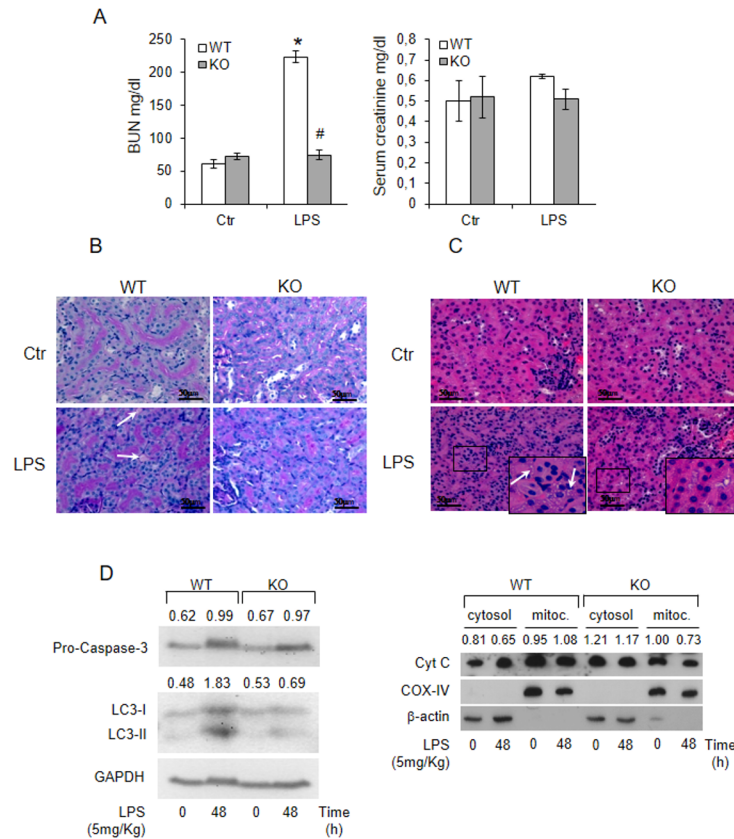 A
BUN mg/dl
250
200
150
100
50
0
WT
KO
*
#
Ctr
LPS
Serum creatinine mg/dl
0,8
0,7
0,6
0,5
0,4
0,3
0,2
0,1
0
WT
KO
Ctr
LPS
B
WT
KO
Ctr
50µm
50µm
LPS
50µm
50µm
C
WT
KO
Ctr
50µm
50µm
LPS
50µm
50µm
D
WT KO
0.62 0.99 0.67 0.97
Pro-Caspase-3
0.48 1.83 0.53 0.69
LC3-I
LC3-II
GAPDH
LPS 0 48 0 48 Time
(5mg/Kg) (h)
WT KO
cytosol mitoc. cytosol mitoc.
0.81 0.65 0.95 1.08 1.21 1.17 1.00 0.73
Cyt C
COX-IV
β-actin
LPS 0 48 0 48 0 48 0 48 Time
(5mg/Kg) (h)